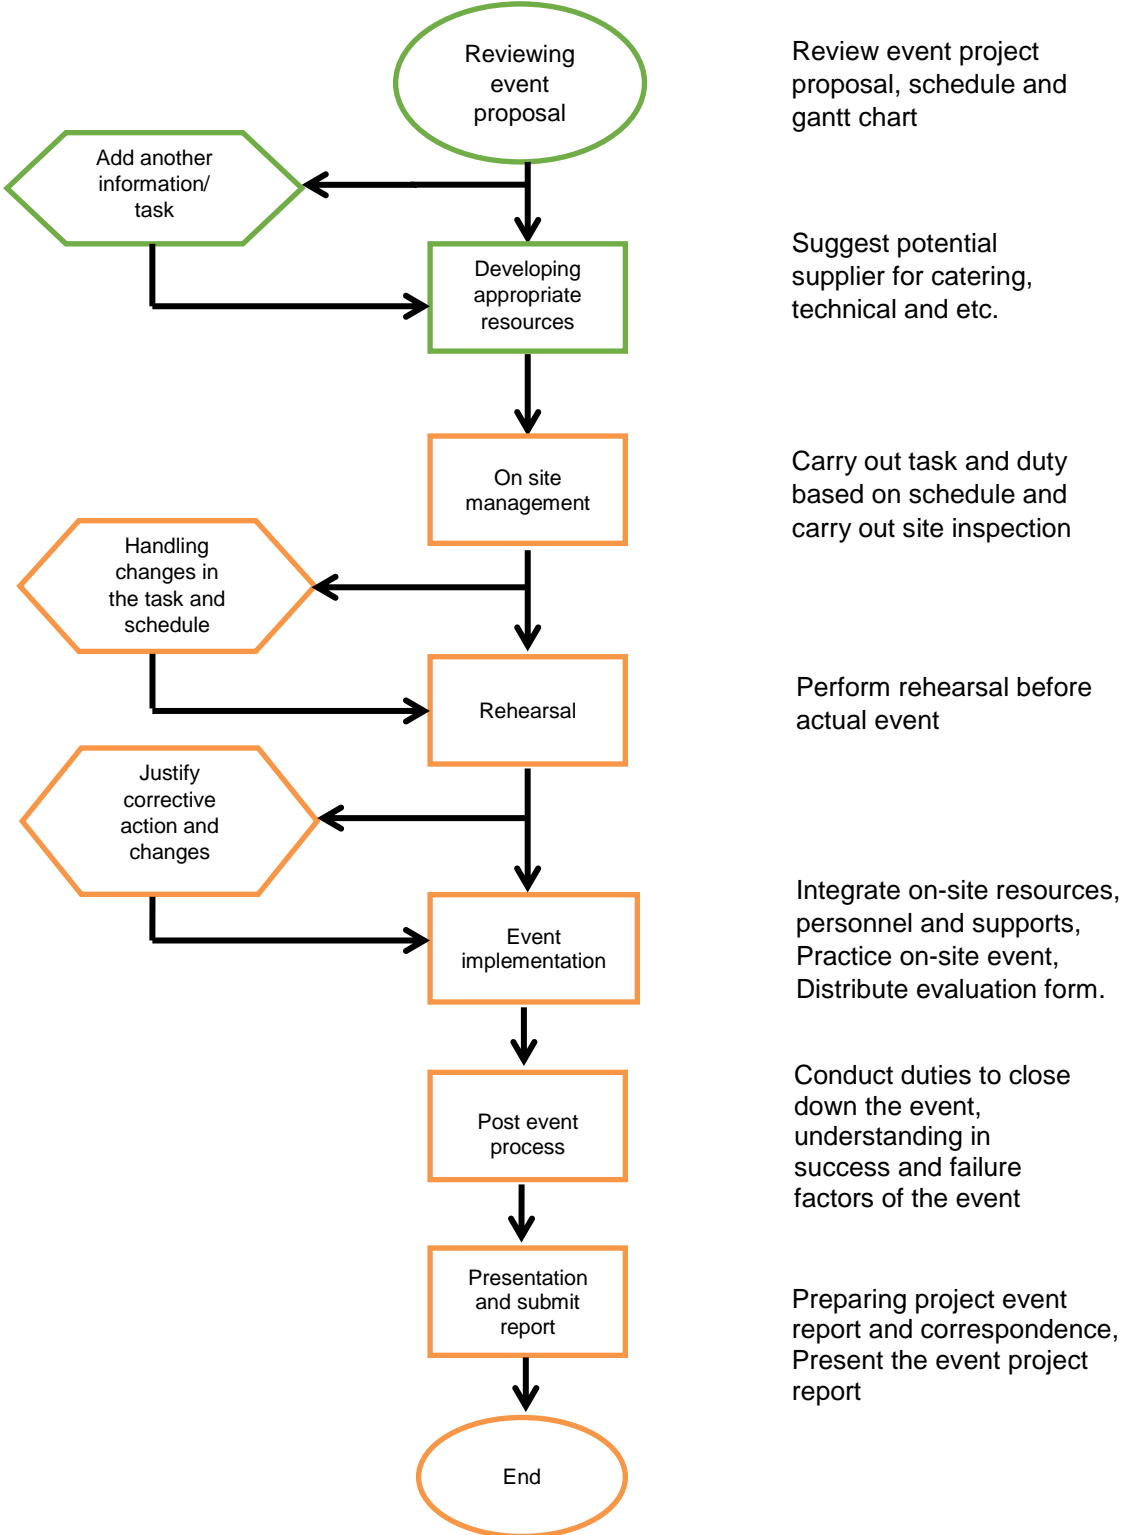 Reviewing
event
proposal
Review event project
proposal, schedule and
gantt chart
Add another
information/
task
Developing
appropriate
resources
Suggest potential
supplier for catering,
technical and etc.
On site
management
Carry out task and duty
based on schedule and
carry out site inspection
Handling
changes in
the task and
schedule
Rehearsal
Perform rehearsal before
actual event
Justify
corrective
action and
changes
Event
implementation
Integrate on-site resources,
personnel and supports,
Practice on-site event,
Distribute evaluation form.
Post event
process
Conduct duties to close
down the event,
understanding in
success and failure
factors of the event
Presentation
and submit
report
Preparing project event
report and correspondence,
Present the event project
report
End